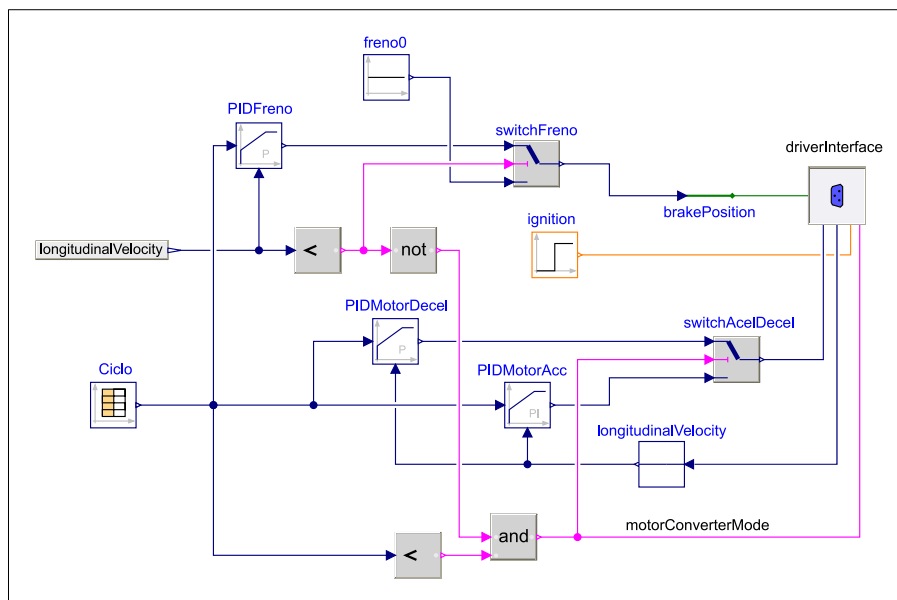 freno0
PIDFreno
P
switchFreno
driverInterface
brakePosition
ignition
longitudinalVelocity
<
not
PIDMotorDecel
P
switchAcelDecel
Ciclo
PIDMotorAcc
PI
longitudinalVelocity
motorConverterMode
and
<